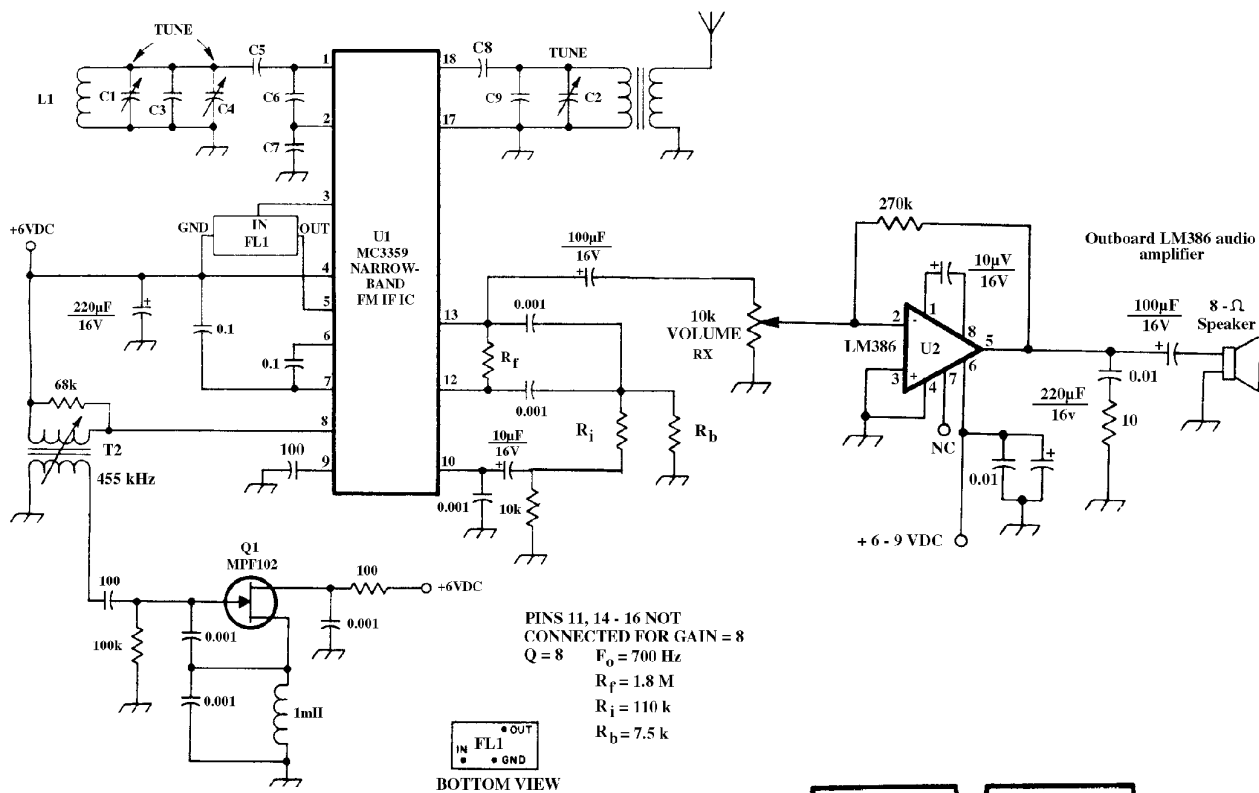 TUNE
L1
C1
C3
C4
C5
C6
C7
1
2
3
4
5
6
7
8
9
18
17
13
12
10
U1
MC3359
NARROW-
BAND
FM IF IC
C8
TUNE
C9
C2
+6VDC
GND
IN
OUT
FL1
220µF
16V
0.1
0.1
68k
T2
455 kHz
100
100µF
16V
0.001
Rf
0.001
Ri
Rb
10µF
16V
0.001
10k
10k
VOLUME
RX
270k
10µV
16V
LM386
U2
2
-
3
+
1
8
5
6
4
7
NC
0.01
+
+ 6 - 9 VDC
Outboard LM386 audio
amplifier
100µF
16V
8 - Ω
Speaker
0.01
220µF
16v
10
Q1
MPF102
100
100k
0.001
0.001
1mH
100
+6VDC
0.001
PINS 11, 14 - 16 NOT
CONNECTED FOR GAIN = 8
Q = 8 Fo = 700 Hz
Rf = 1.8 M
Ri = 110 k
Rb = 7.5 k
OUT
IN FL1
GND
BOTTOM VIEW